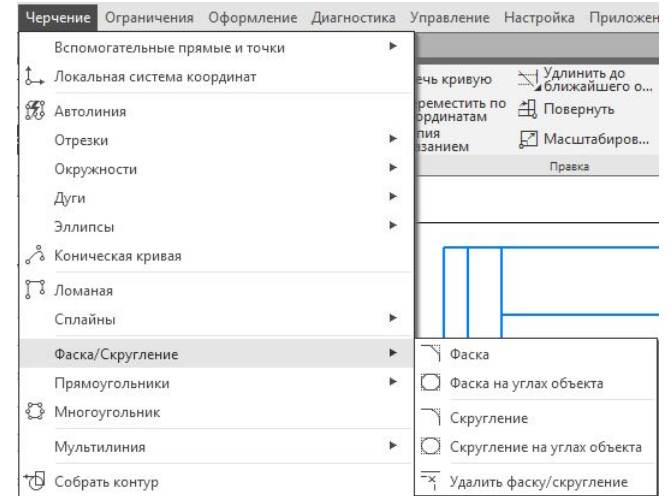 Черчение Ограничения Оформление Диагностика Управление Настройка Приложен
Вспомогательные прямые и точки
Локальная система координат
Автолиния
Отрезки
Окружности
Дуги
Эллипсы
Коническая кривая
Ломаная
Сплайны
Фаска/Скругление
Прямоугольники
Многоугольник
Мультилиния
Собрать контур
ечь кривую
реместить по
ординатам
пия
азанием
Удлинить до
ближайшего о...
Повернуть
Масштабиров...
Правка
Фаска
Фаска на углах объекта
Скругление
Скругление на углах объекта
Удалить фаску/скругление